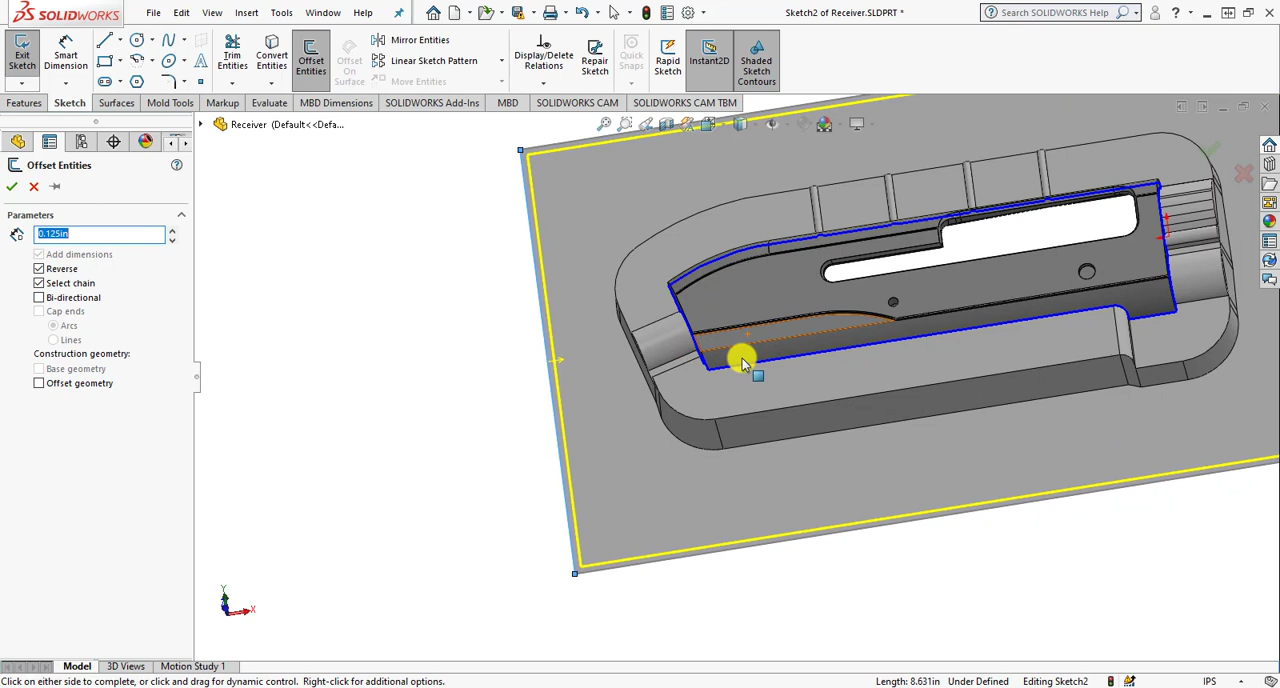 SOLIDWORKS
File Edit View Insert Tools Window Help
Sketch2 of Receiver.SLDPRT *
Search SOLIDWORKS Help
Exit Sketch
Smart Dimension
Trim Entities
Convert Entities
Offset Entities
Offset On Surface
Mirror Entities
Linear Sketch Pattern
Move Entities
Display/Delete Relations
Repair Sketch
Quick Snaps
Rapid Sketch
Instant2D
Shaded Sketch Contours
Features Sketch Surfaces Mold Tools Markup Evaluate MBD Dimensions SOLIDWORKS Add-Ins MBD SOLIDWORKS CAM SOLIDWORKS CAM TBM
Receiver (Default<<Defa...
Offset Entities
Parameters
0.125in
Add dimensions
Reverse
Select chain
Bi-directional
Cap ends
Arcs
Lines
Construction geometry:
Base geometry
Offset geometry
Y
X
Model 3D Views Motion Study 1
Click on either side to complete, or click and drag for dynamic control. Right-click for additional options.
Length: 8.631in Under Defined Editing Sketch2 IPS